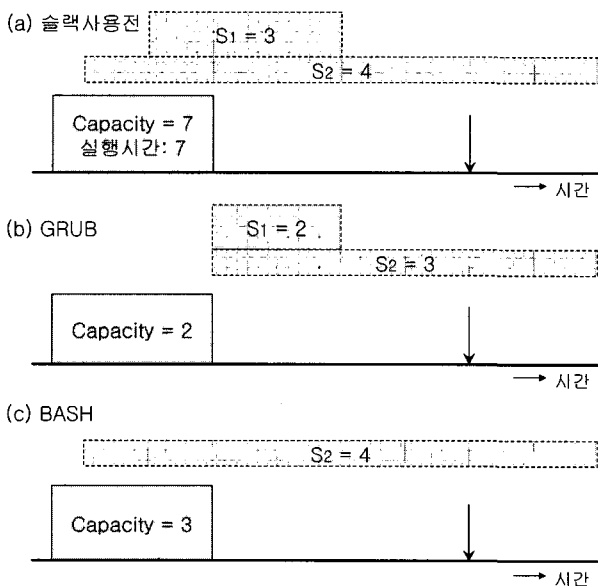 (a) 슬랙사용전
S1 = 3
S2 = 4
Capacity = 7
실행시간: 7
→ 시간
(b) GRUB
S1 = 2
S2 = 3
Capacity = 2
→ 시간
(c) BASH
S2 = 4
Capacity = 3
→ 시간